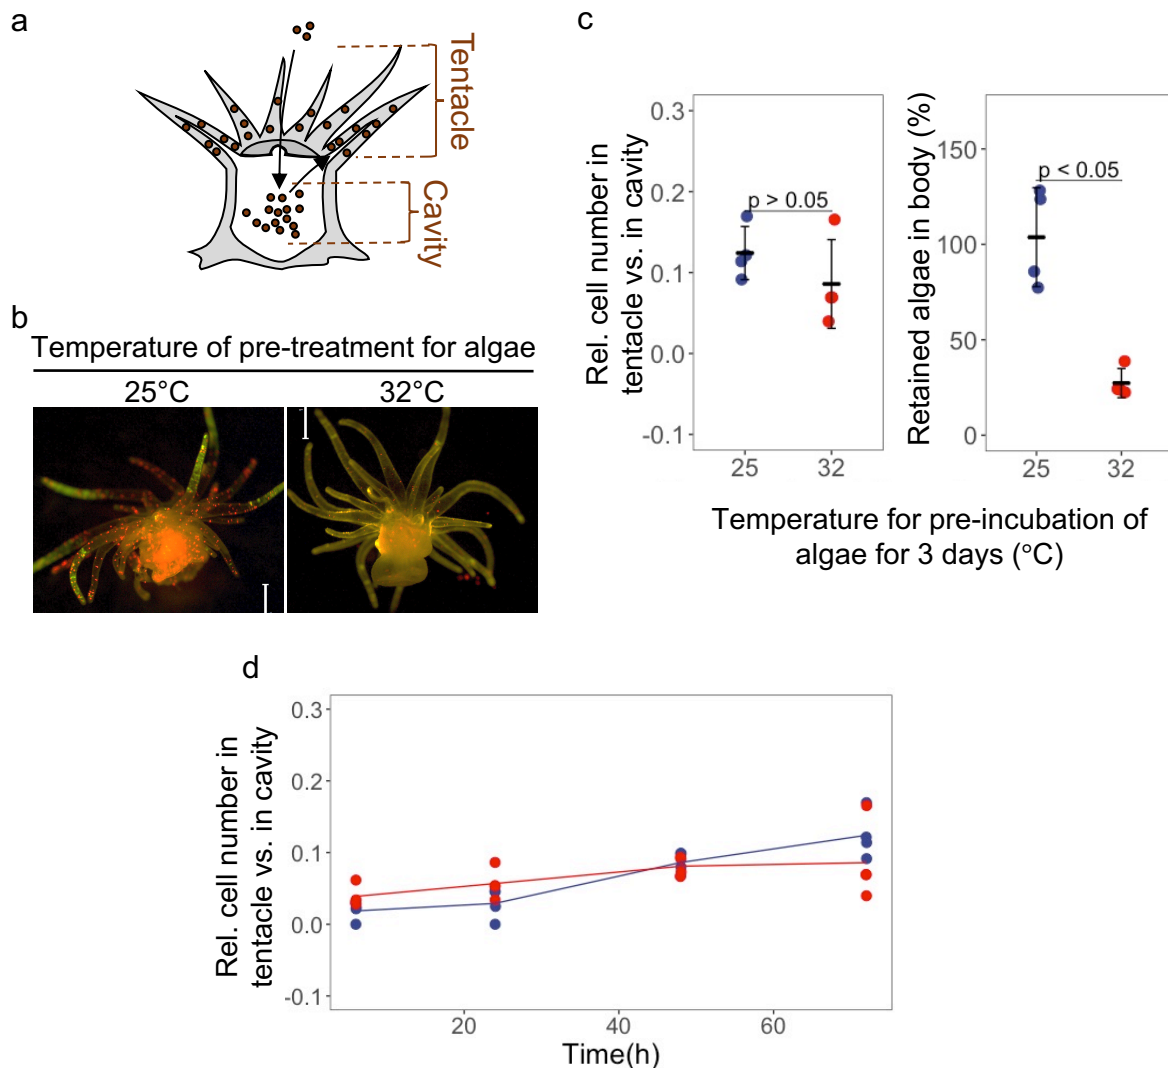 a
Tentacle
Cavity
b
Temperature of pre-treatment for algae
25°C
32°C
c
Rel. cell number in
tentacle vs. in cavity
0.3
0.2
0.1
0.0
-0.1
p > 0.05
25
32
Retained algae in body (%)
150
100
50
0
p < 0.05
25
32
Temperature for pre-incubation of
algae for 3 days (°C)
d
Rel. cell number in
tentacle vs. in cavity
0.3
0.2
0.1
0.0
-0.1
20
40
60
Time(h)